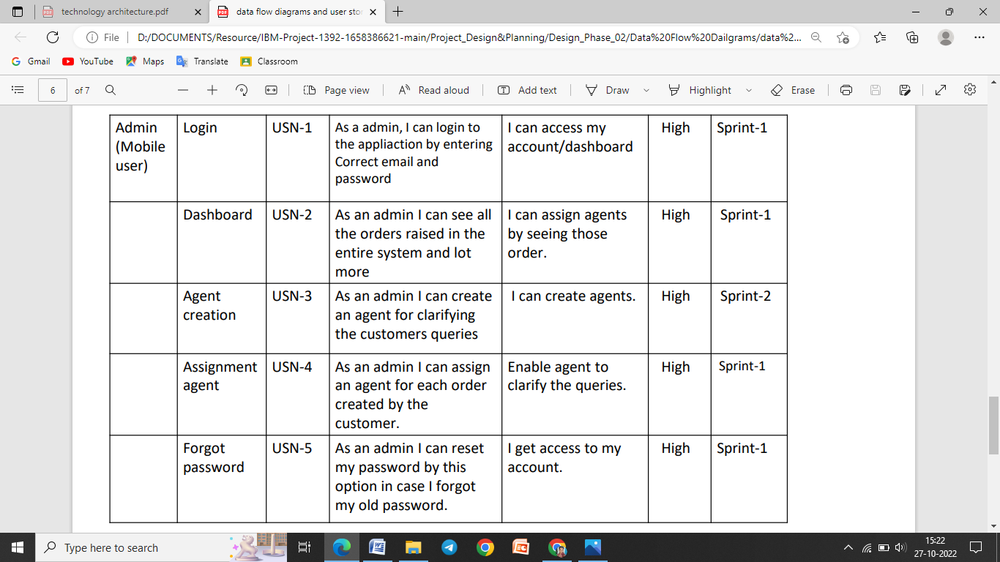 technology architecture.pdf
data flow diagrams and user sto
File
D:/DOCUMENTS/Resource/IBM-Project-1392-1658386621-main/Project_Design&Planning/Design_Phase_02/Data%20Flow%20Dailgrams/data%2...
Gmail
YouTube
Maps
Translate
Classroom
6
of 7
Page view
Read aloud
Add text
Draw
Highlight
Erase
Admin
(Mobile
user)
Login
USN-1
As a admin, I can login to
the appliaction by entering
Correct email and
password
I can access my
account/dashboard
High
Sprint-1
Dashboard
USN-2
As an admin I can see all
the orders raised in the
entire system and lot
more
I can assign agents
by seeing those
order.
High
Sprint-1
Agent
creation
USN-3
As an admin I can create
an agent for clarifying
the customers queries
I can create agents.
High
Sprint-2
Assignment
agent
USN-4
As an admin I can assign
an agent for each order
created by the
customer.
Enable agent to
clarify the queries.
High
Sprint-1
Forgot
password
USN-5
As an admin I can reset
my password by this
option in case I forgot
my old password.
I get access to my
account.
High
Sprint-1
Type here to search
15:22
27-10-2022